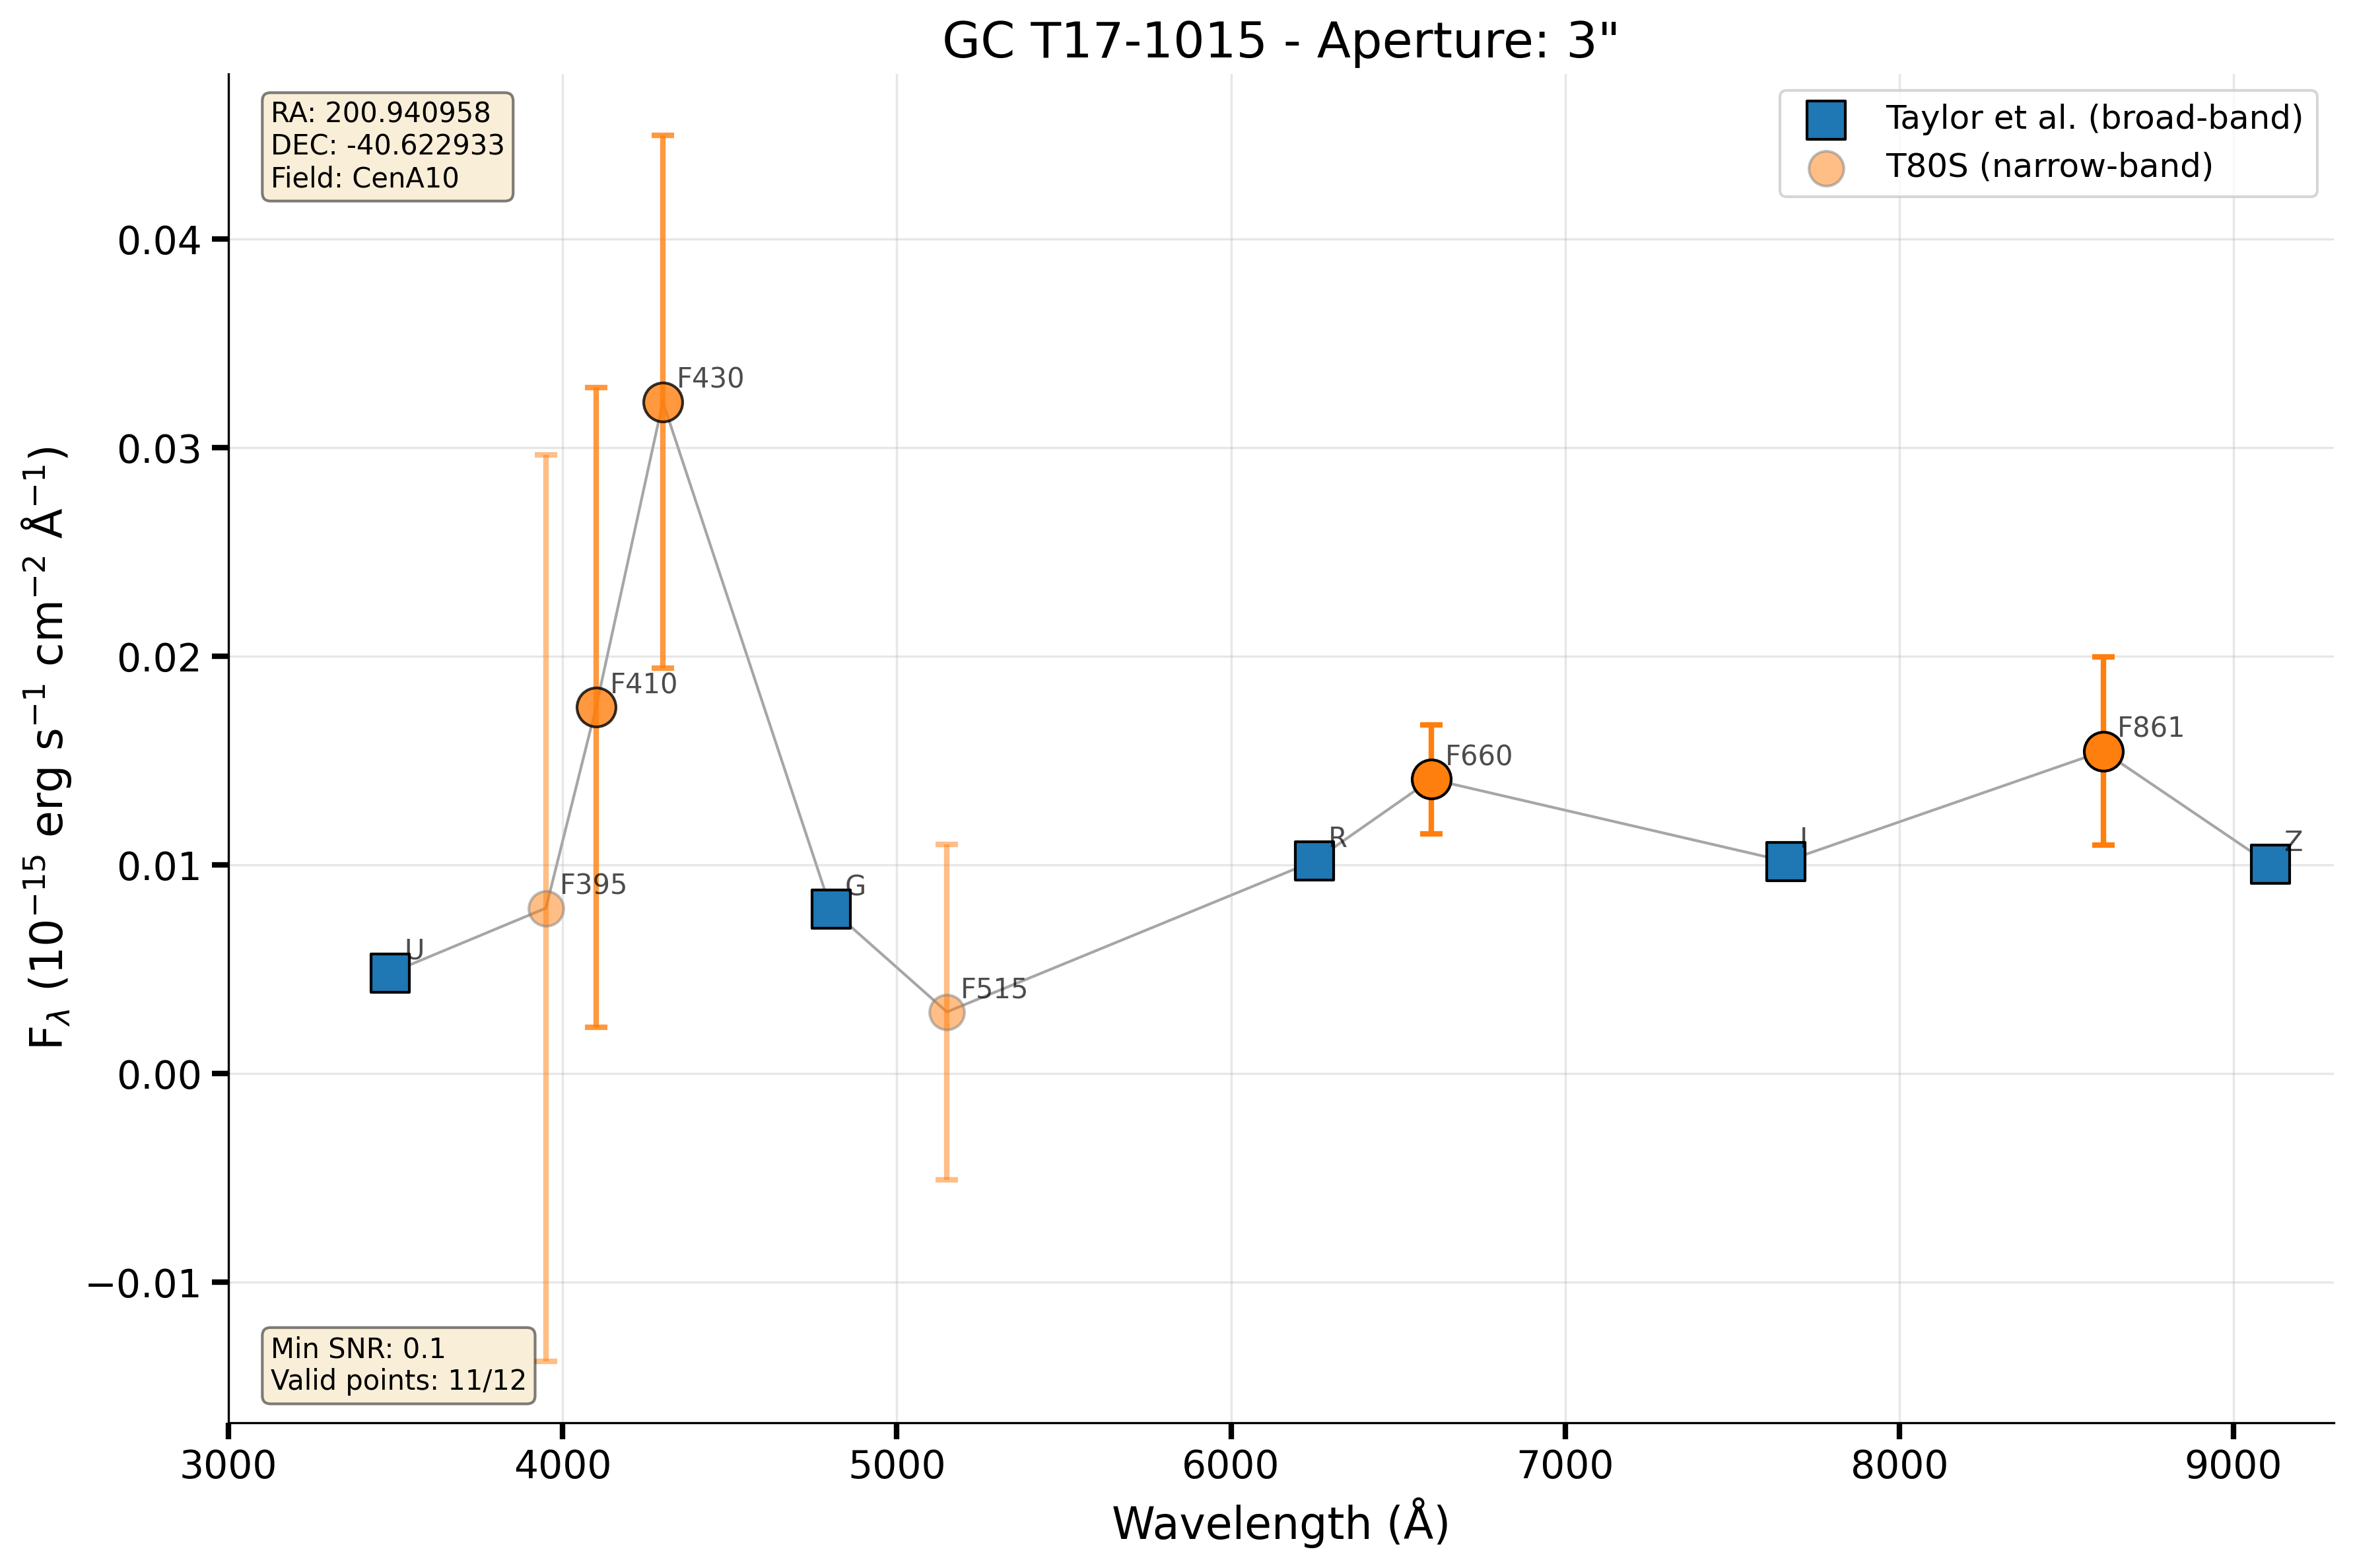 GC T17-1015 - Aperture: 3"
RA: 200.940958
DEC: -40.622933
Field: CenA10
Taylor et al. (broad-band)
T80S (narrow-band)
F430
F410
F395
U
G
F515
R
F660
I
F861
Z
0.04
0.03
0.02
0.01
0.00
−0.01
F_λ (10⁻¹⁵ erg s⁻¹ cm⁻² Å⁻¹)
Min SNR: 0.1
Valid points: 11/12
3000 4000 5000 6000 7000 8000 9000
Wavelength (Å)